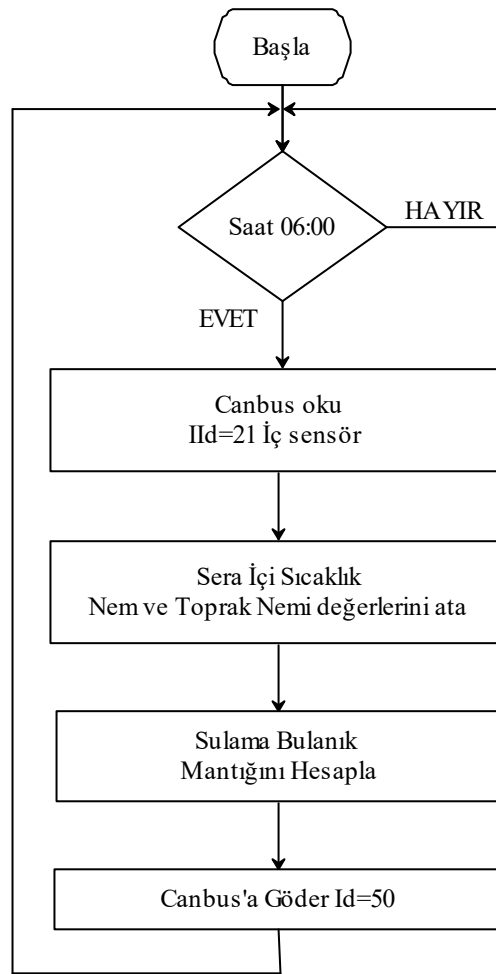 Başla
Saat 06:00
HAYIR
EVET
Canbus oku
IId=21 İç sensör
Sera İçi Sıcaklık
Nem ve Toprak Nemi değerlerini ata
Sulama Bulanık
Mantığını Hesapla
Canbus'a Göder Id=50